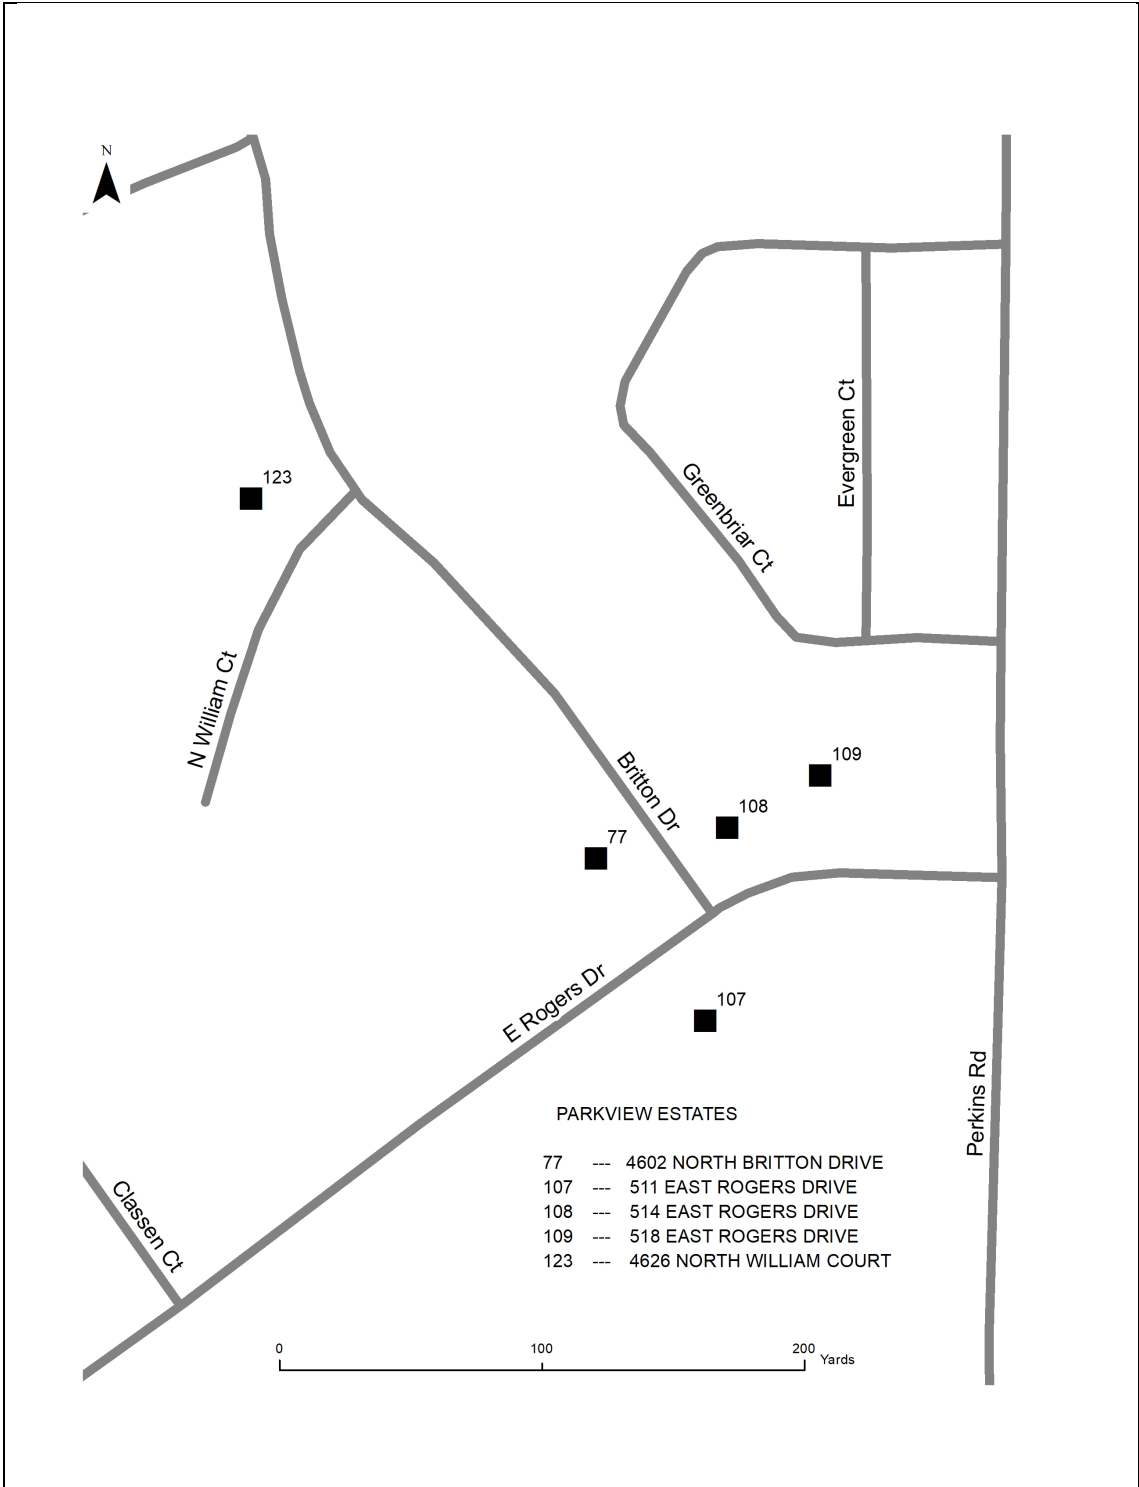 N
Evergreen Ct
Greenbriar Ct
123
N William Ct
109
Britton Dr
108
77
E Rogers Dr
107
Perkins Rd
PARKVIEW ESTATES
77 --- 4602 NORTH BRITTON DRIVE
107 --- 511 EAST ROGERS DRIVE
108 --- 514 EAST ROGERS DRIVE
109 --- 518 EAST ROGERS DRIVE
123 --- 4626 NORTH WILLIAM COURT
Classen Ct
0 100 200 Yards